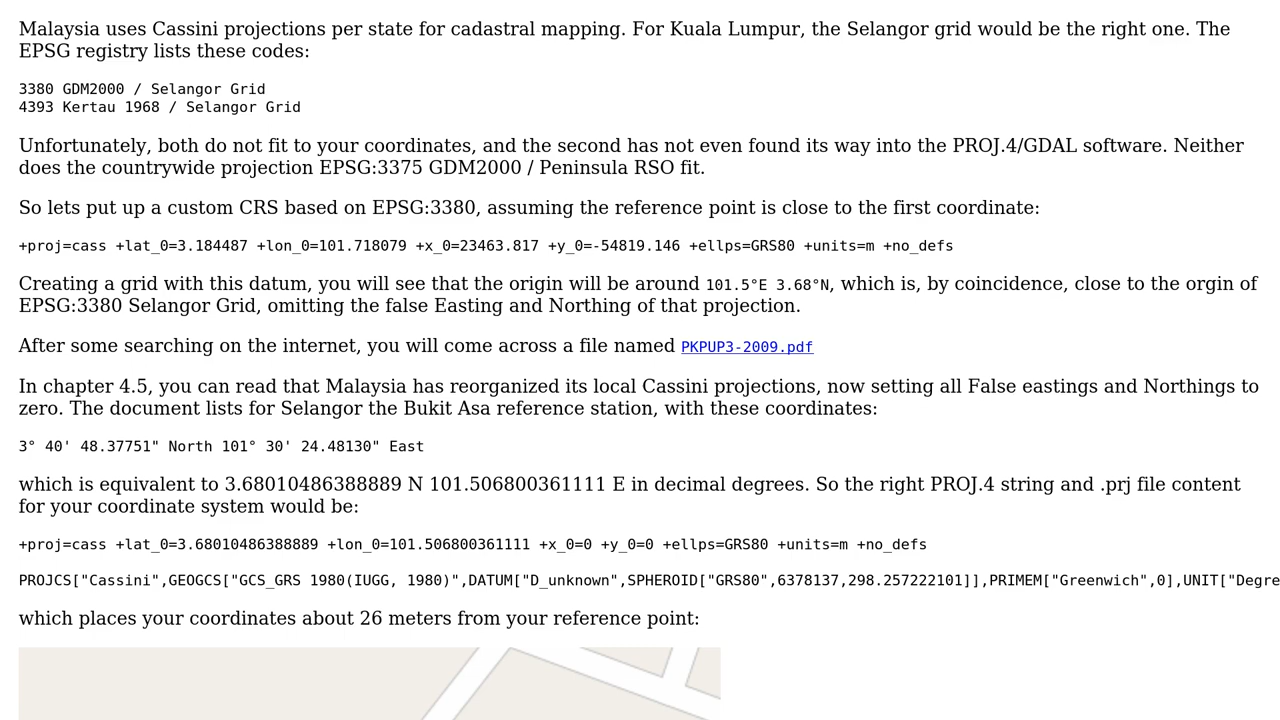 Malaysia uses Cassini projections per state for cadastral mapping. For Kuala Lumpur, the Selangor grid would be the right one. The
EPSG registry lists these codes:
3380 GDM2000 / Selangor Grid
4393 Kertau 1968 / Selangor Grid
Unfortunately, both do not fit to your coordinates, and the second has not even found its way into the PROJ.4/GDAL software. Neither
does the countrywide projection EPSG:3375 GDM2000 / Peninsula RSO fit.
So lets put up a custom CRS based on EPSG:3380, assuming the reference point is close to the first coordinate:
+proj=cass +lat_0=3.184487 +lon_0=101.718079 +x_0=23463.817 +y_0=-54819.146 +ellps=GRS80 +units=m +no_defs
Creating a grid with this datum, you will see that the origin will be around 101.5°E 3.68°N, which is, by coincidence, close to the orgin of
EPSG:3380 Selangor Grid, omitting the false Easting and Northing of that projection.
After some searching on the internet, you will come across a file named PKPUP3-2009.pdf
In chapter 4.5, you can read that Malaysia has reorganized its local Cassini projections, now setting all False eastings and Northings to
zero. The document lists for Selangor the Bukit Asa reference station, with these coordinates:
3° 40' 48.37751" North 101° 30' 24.48130" East
which is equivalent to 3.68010486388889 N 101.506800361111 E in decimal degrees. So the right PROJ.4 string and .prj file content
for your coordinate system would be:
+proj=cass +lat_0=3.68010486388889 +lon_0=101.506800361111 +x_0=0 +y_0=0 +ellps=GRS80 +units=m +no_defs
PROJCS["Cassini",GEOGCS["GCS_GRS 1980(IUGG, 1980)",DATUM["D_unknown",SPHEROID["GRS80",6378137,298.257222101]],PRIMEM["Greenwich",0],UNIT["Degre
which places your coordinates about 26 meters from your reference point: